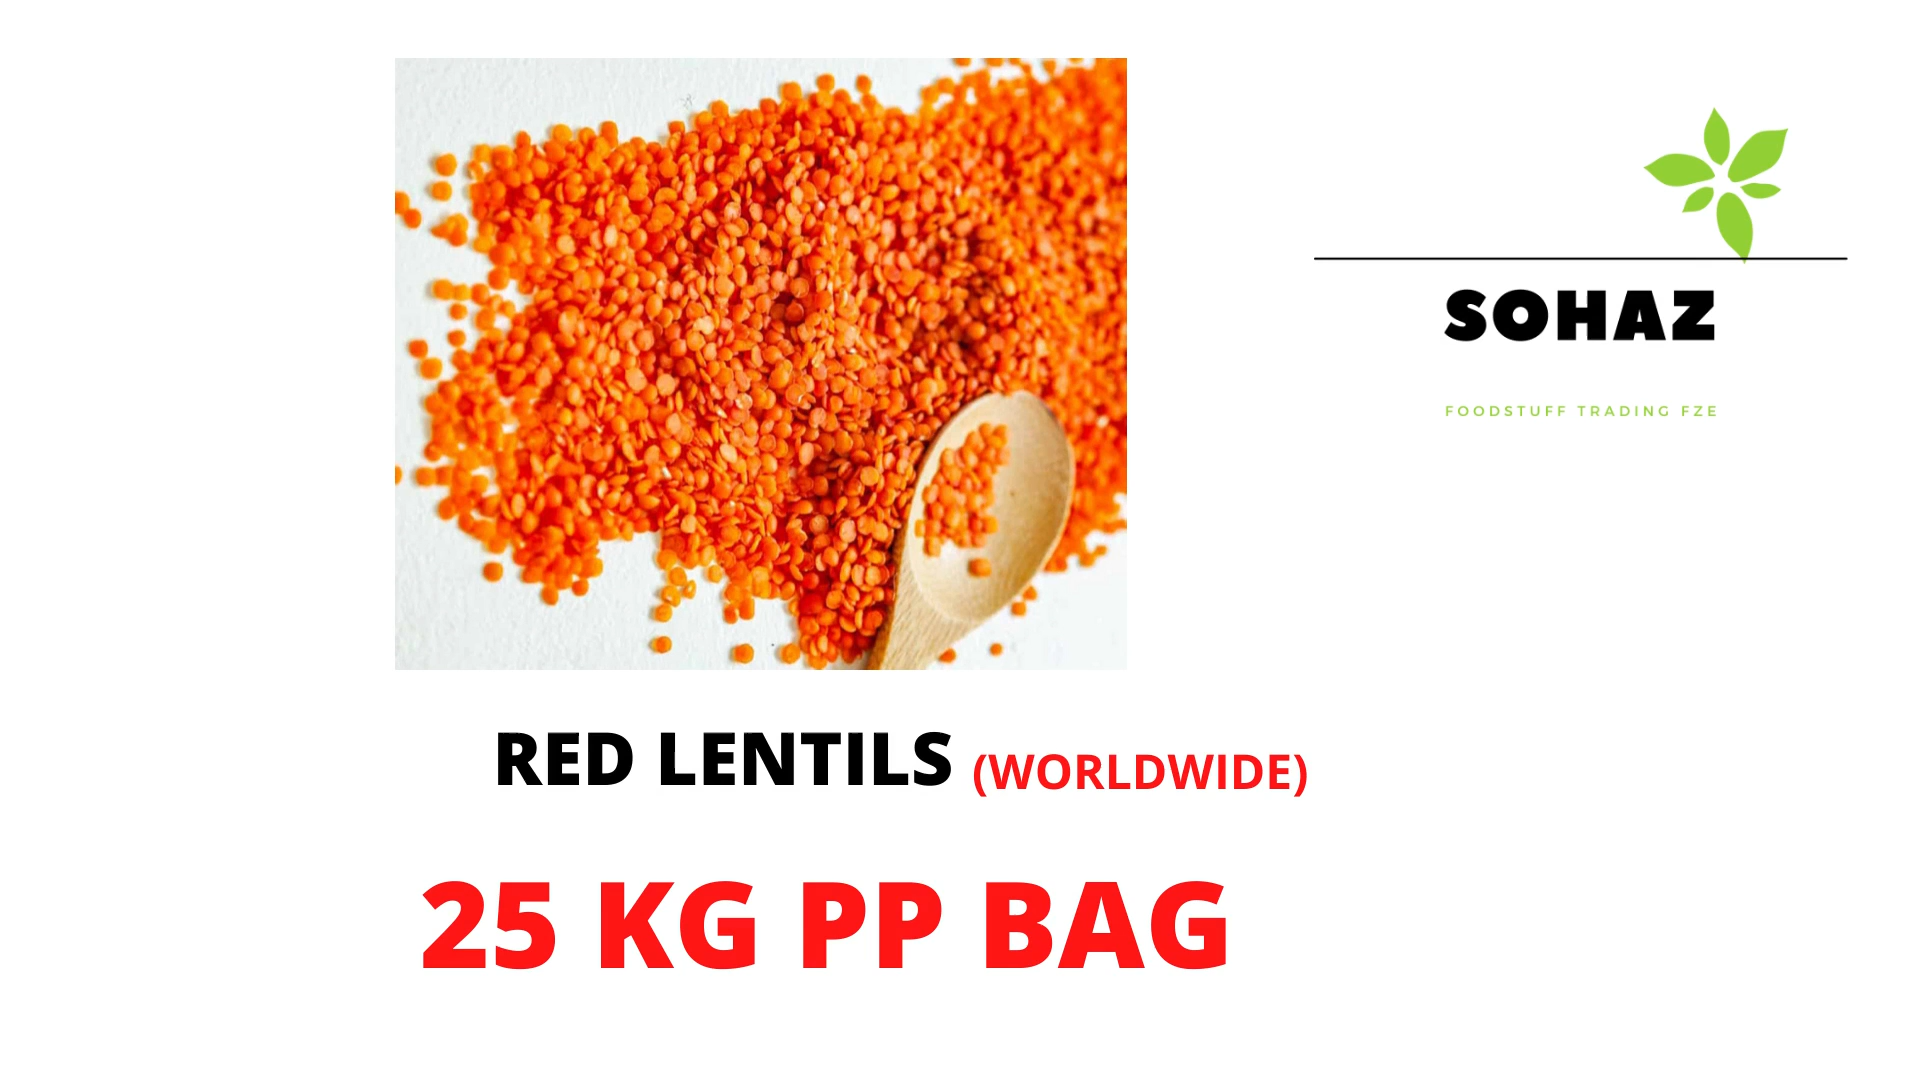 SOHAZ
FOODSTUFF TRADING FZE
RED LENTILS (WORLDWIDE)
25 KG PP BAG